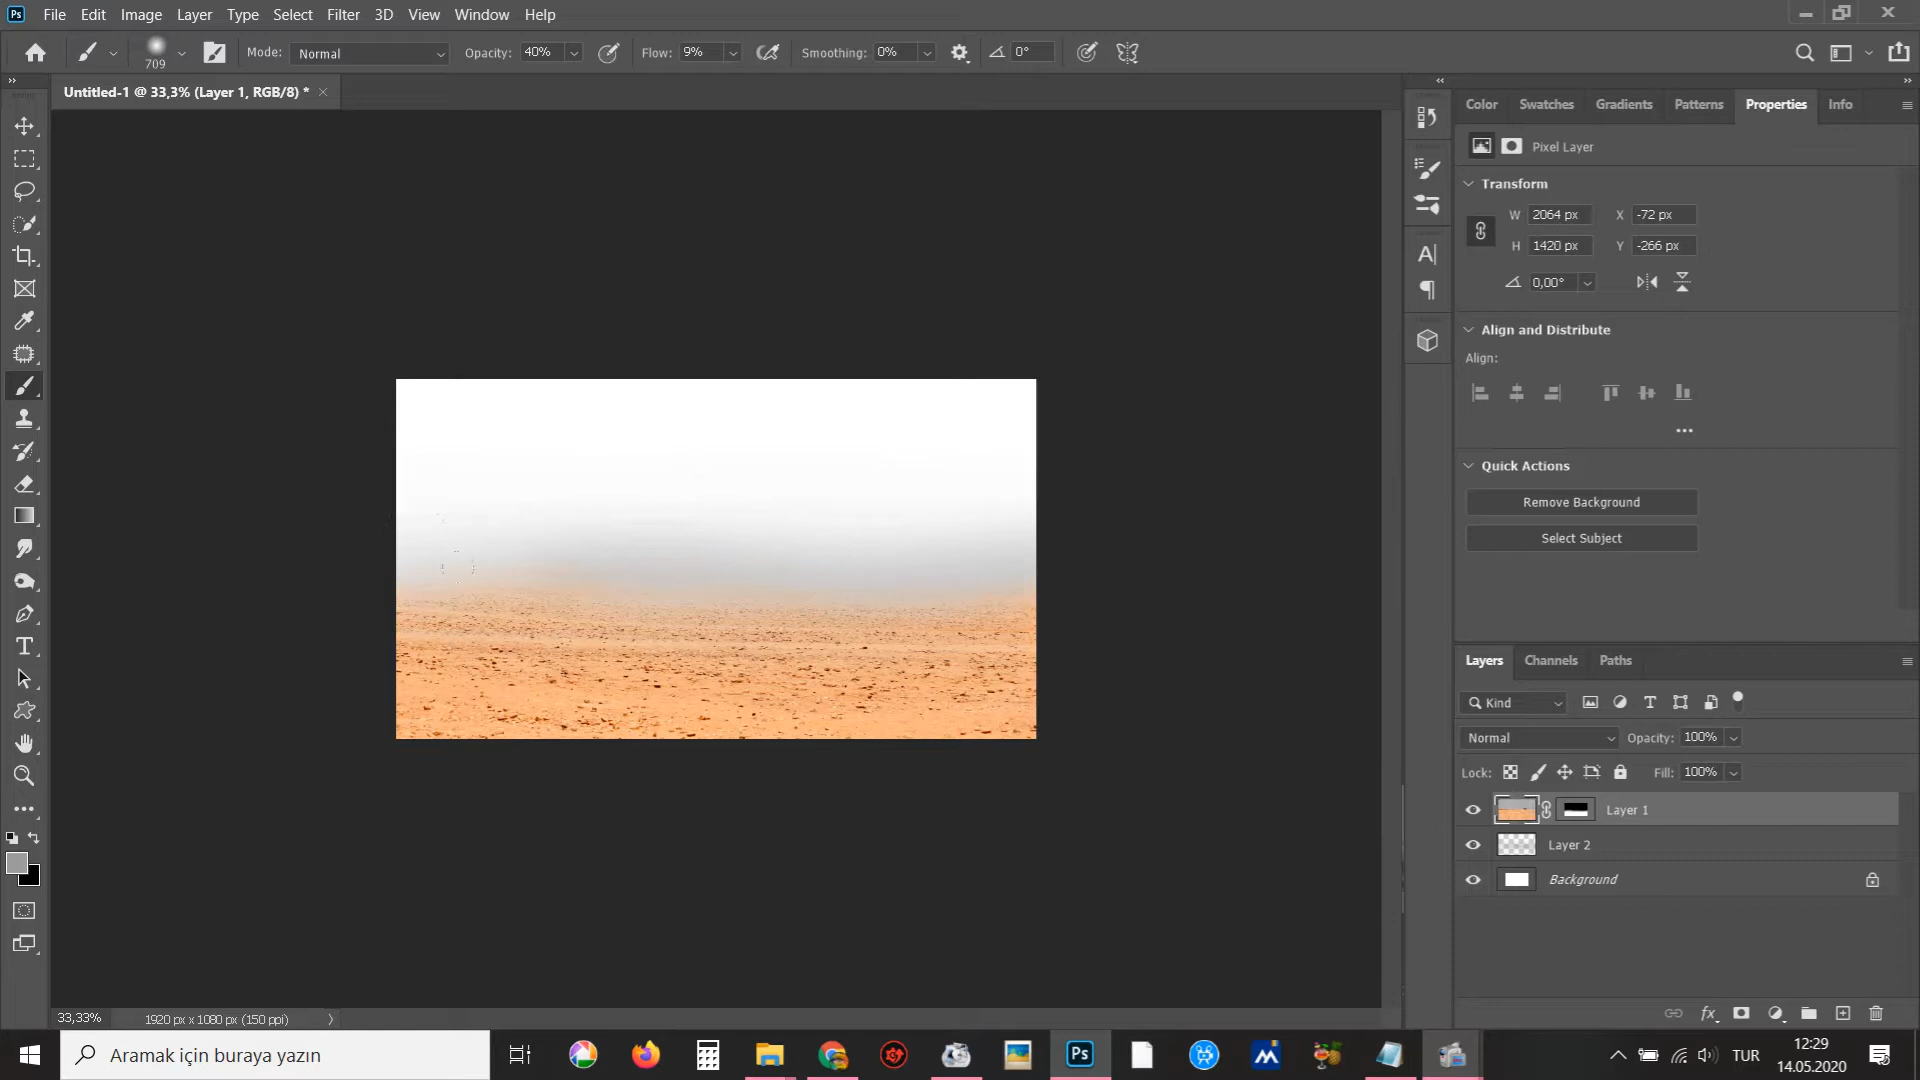 Ps File Edit Image Layer Type Select Filter 3D View Window Help
709 Mode: Normal Opacity: 40% Flow: 9% Smoothing: 0% 0°
Untitled-1 @ 33,3% (Layer 1, RGB/8) *
Color Swatches Gradients Patterns Properties Info
Pixel Layer
Transform
W 2064 px X -72 px
H 1420 px Y -266 px
0,00°
Align and Distribute
Align:
Quick Actions
Remove Background
Select Subject
Layers Channels Paths
Kind
Normal Opacity: 100%
Lock: Fill: 100%
Layer 1
Layer 2
Background
33,33% 1920 px x 1080 px (150 ppi)
Aramak için buraya yazın
Ps
TUR
12:29
14.05.2020